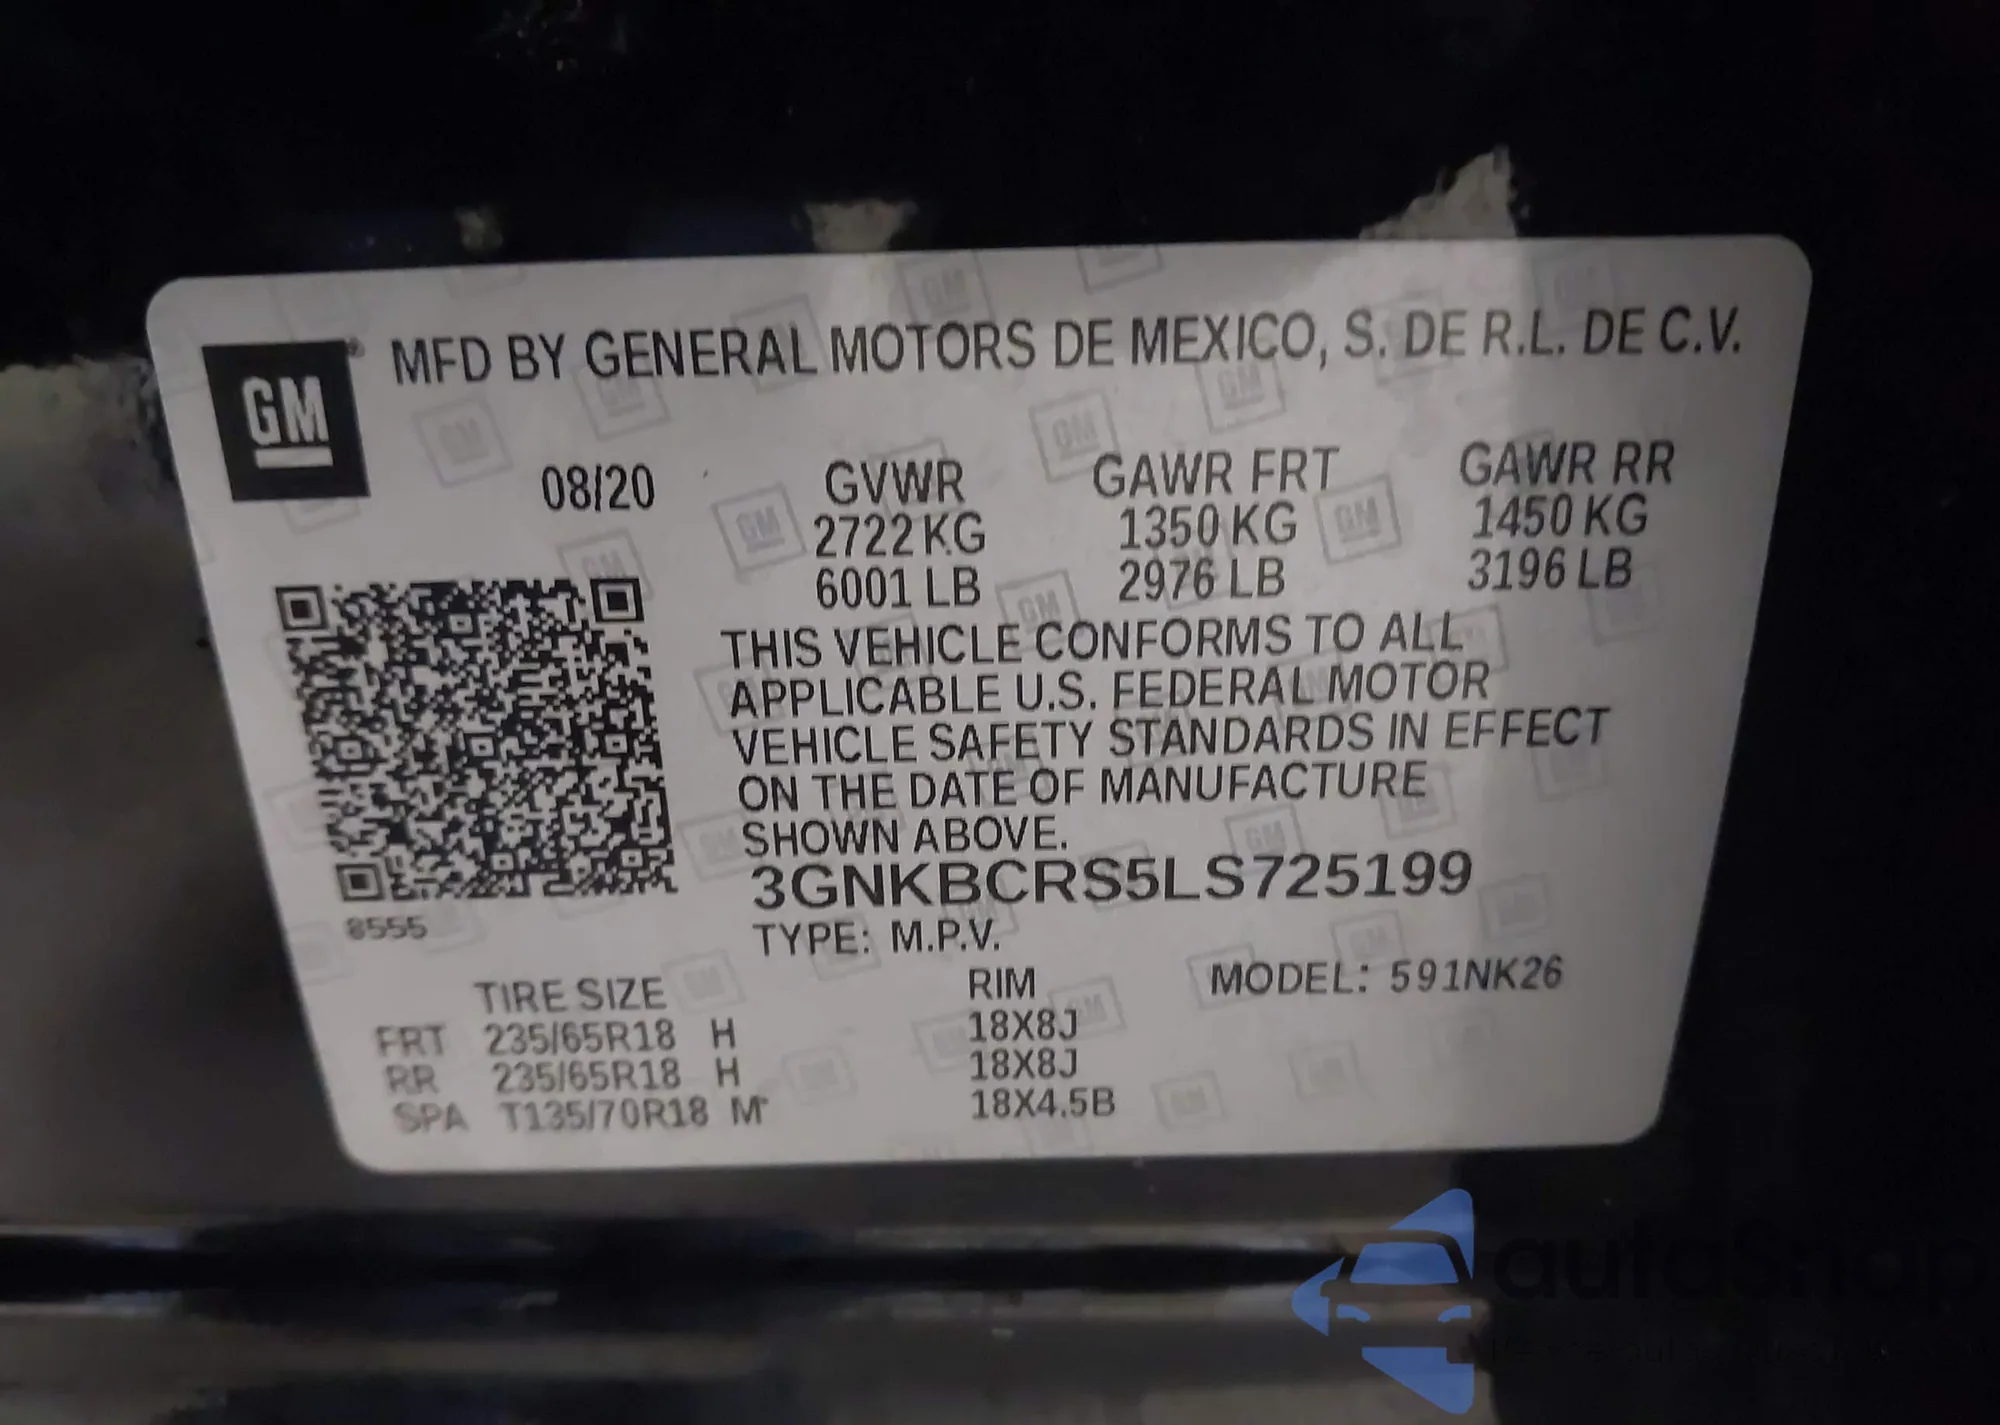 GM
MFD BY GENERAL MOTORS DE MEXICO, S. DE R.L. DE C.V.
08/20 GVWR GAWR FRT GAWR RR
2722 KG 1350 KG 1450 KG
6001 LB 2976 LB 3196 LB
THIS VEHICLE CONFORMS TO ALL
APPLICABLE U.S. FEDERAL MOTOR
VEHICLE SAFETY STANDARDS IN EFFECT
ON THE DATE OF MANUFACTURE
SHOWN ABOVE.
3GNKBCRS5LS725199
8555
TYPE: M.P.V.
TIRE SIZE RIM MODEL: 591NK26
FRT 235/65R18 H 18X8J
RR 235/65R18 H 18X8J
SPA T135/70R18 M 18X4.5B
autoshop